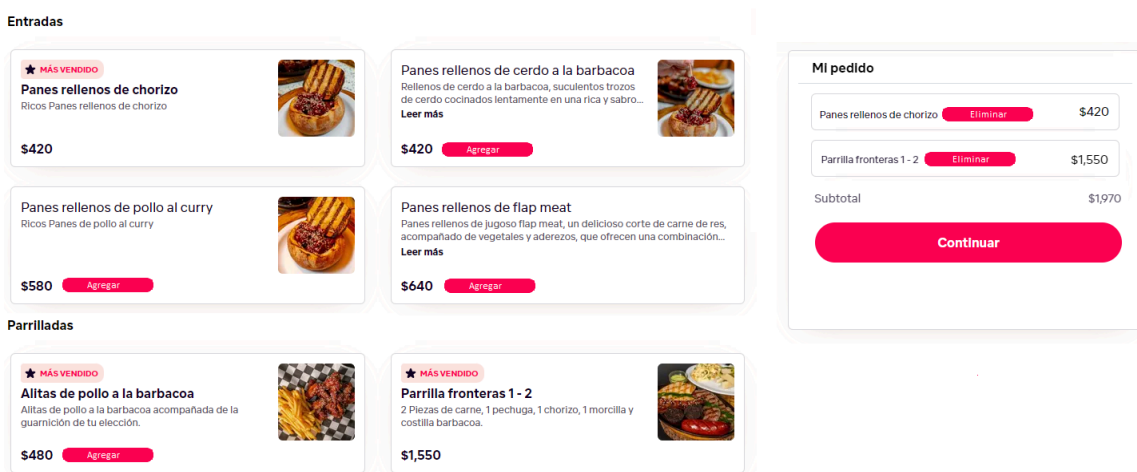 Entradas
MÁS VENDIDO
Panes rellenos de chorizo
Ricos Panes rellenos de chorizo
$420
Panes rellenos de cerdo a la barbacoa
Rellenos de cerdo a la barbacoa, suculentos trozos
de cerdo cocinados lentamente en una rica y sabro...
Leer más
$420 Agregar
Panes rellenos de pollo al curry
Ricos Panes de pollo al curry
$580 Agregar
Panes rellenos de flap meat
Panes rellenos de jugoso flap meat, un delicioso corte de carne de res,
acompañado de vegetales y aderezos, que ofrecen una combinación...
Leer más
$640 Agregar
Parrilladas
MÁS VENDIDO
Alitas de pollo a la barbacoa
Alitas de pollo a la barbacoa acompañada de la
guarnición de tu elección.
$480 Agregar
MÁS VENDIDO
Parrilla fronteras 1 - 2
2 Piezas de carne, 1 pechuga, 1 chorizo, 1 morcilla y
costilla barbacoa.
$1,550
Mi pedido
Panes rellenos de chorizo Eliminar $420
Parrilla fronteras 1 - 2 Eliminar $1,550
Subtotal $1,970
Continuar